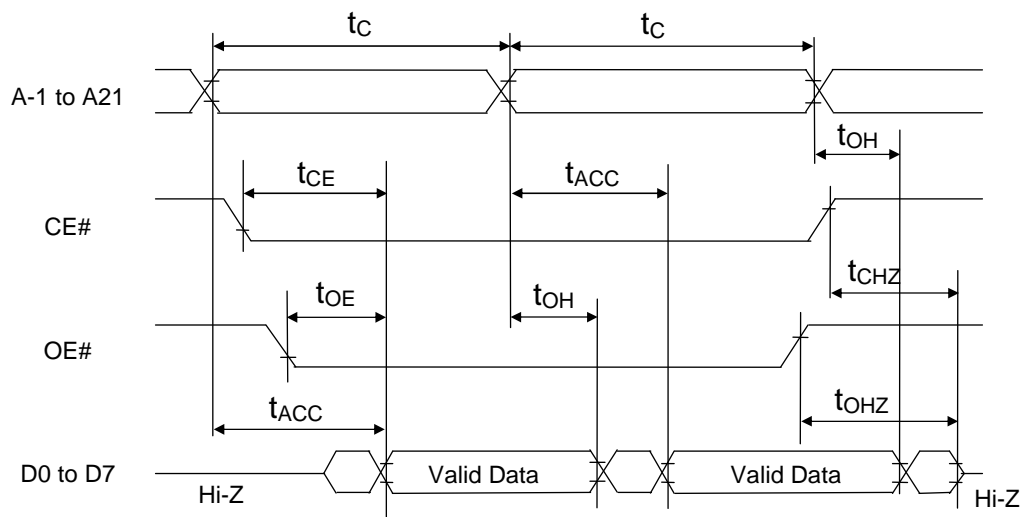 tC tC
A-1 to A21
tOH
tCE tACC
CE#
tCHZ
tOE tOH
OE#
tACC tOHZ
D0 to D7 Valid Data Valid Data
Hi-Z Hi-Z